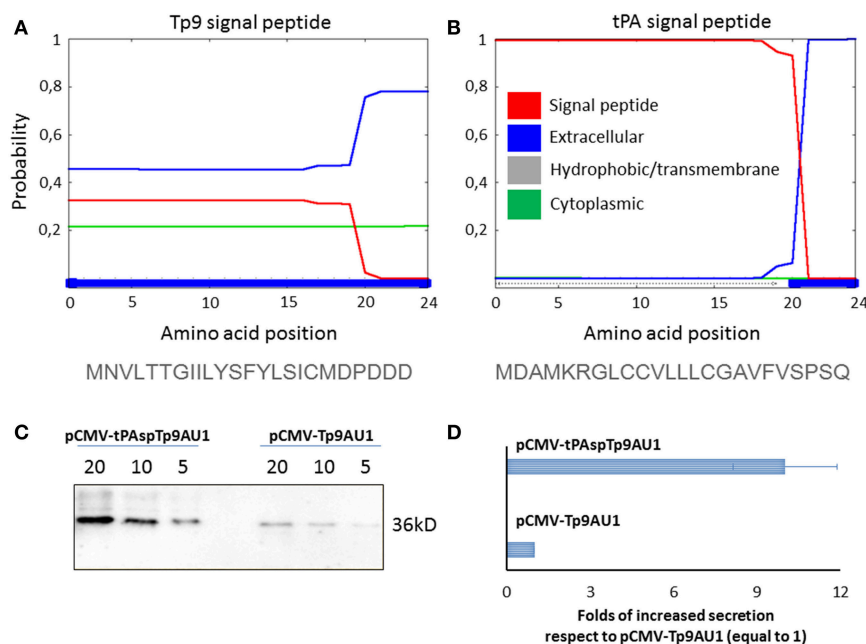 A
Tp9 signal peptide
Probability
1
0,8
0,6
0,4
0,2
0 5 10 15 20 24
Amino acid position
MNVLTTGIILYSFYLSICMDPDDD
B
tPA signal peptide
1
0,8
0,6
0,4
0,2
Signal peptide
Extracellular
Hydrophobic/transmembrane
Cytoplasmic
0 5 10 15 20 24
Amino acid position
MDAMKRGLCCVLLLCGAVFVSPSQ
C
pCMV-tPAspTp9AU1 pCMV-Tp9AU1
20 10 5 20 10 5
36kD
D
pCMV-tPAspTp9AU1
pCMV-Tp9AU1
0 3 6 9 12
Folds of increased secretion
respect to pCMV-Tp9AU1 (equal to 1)